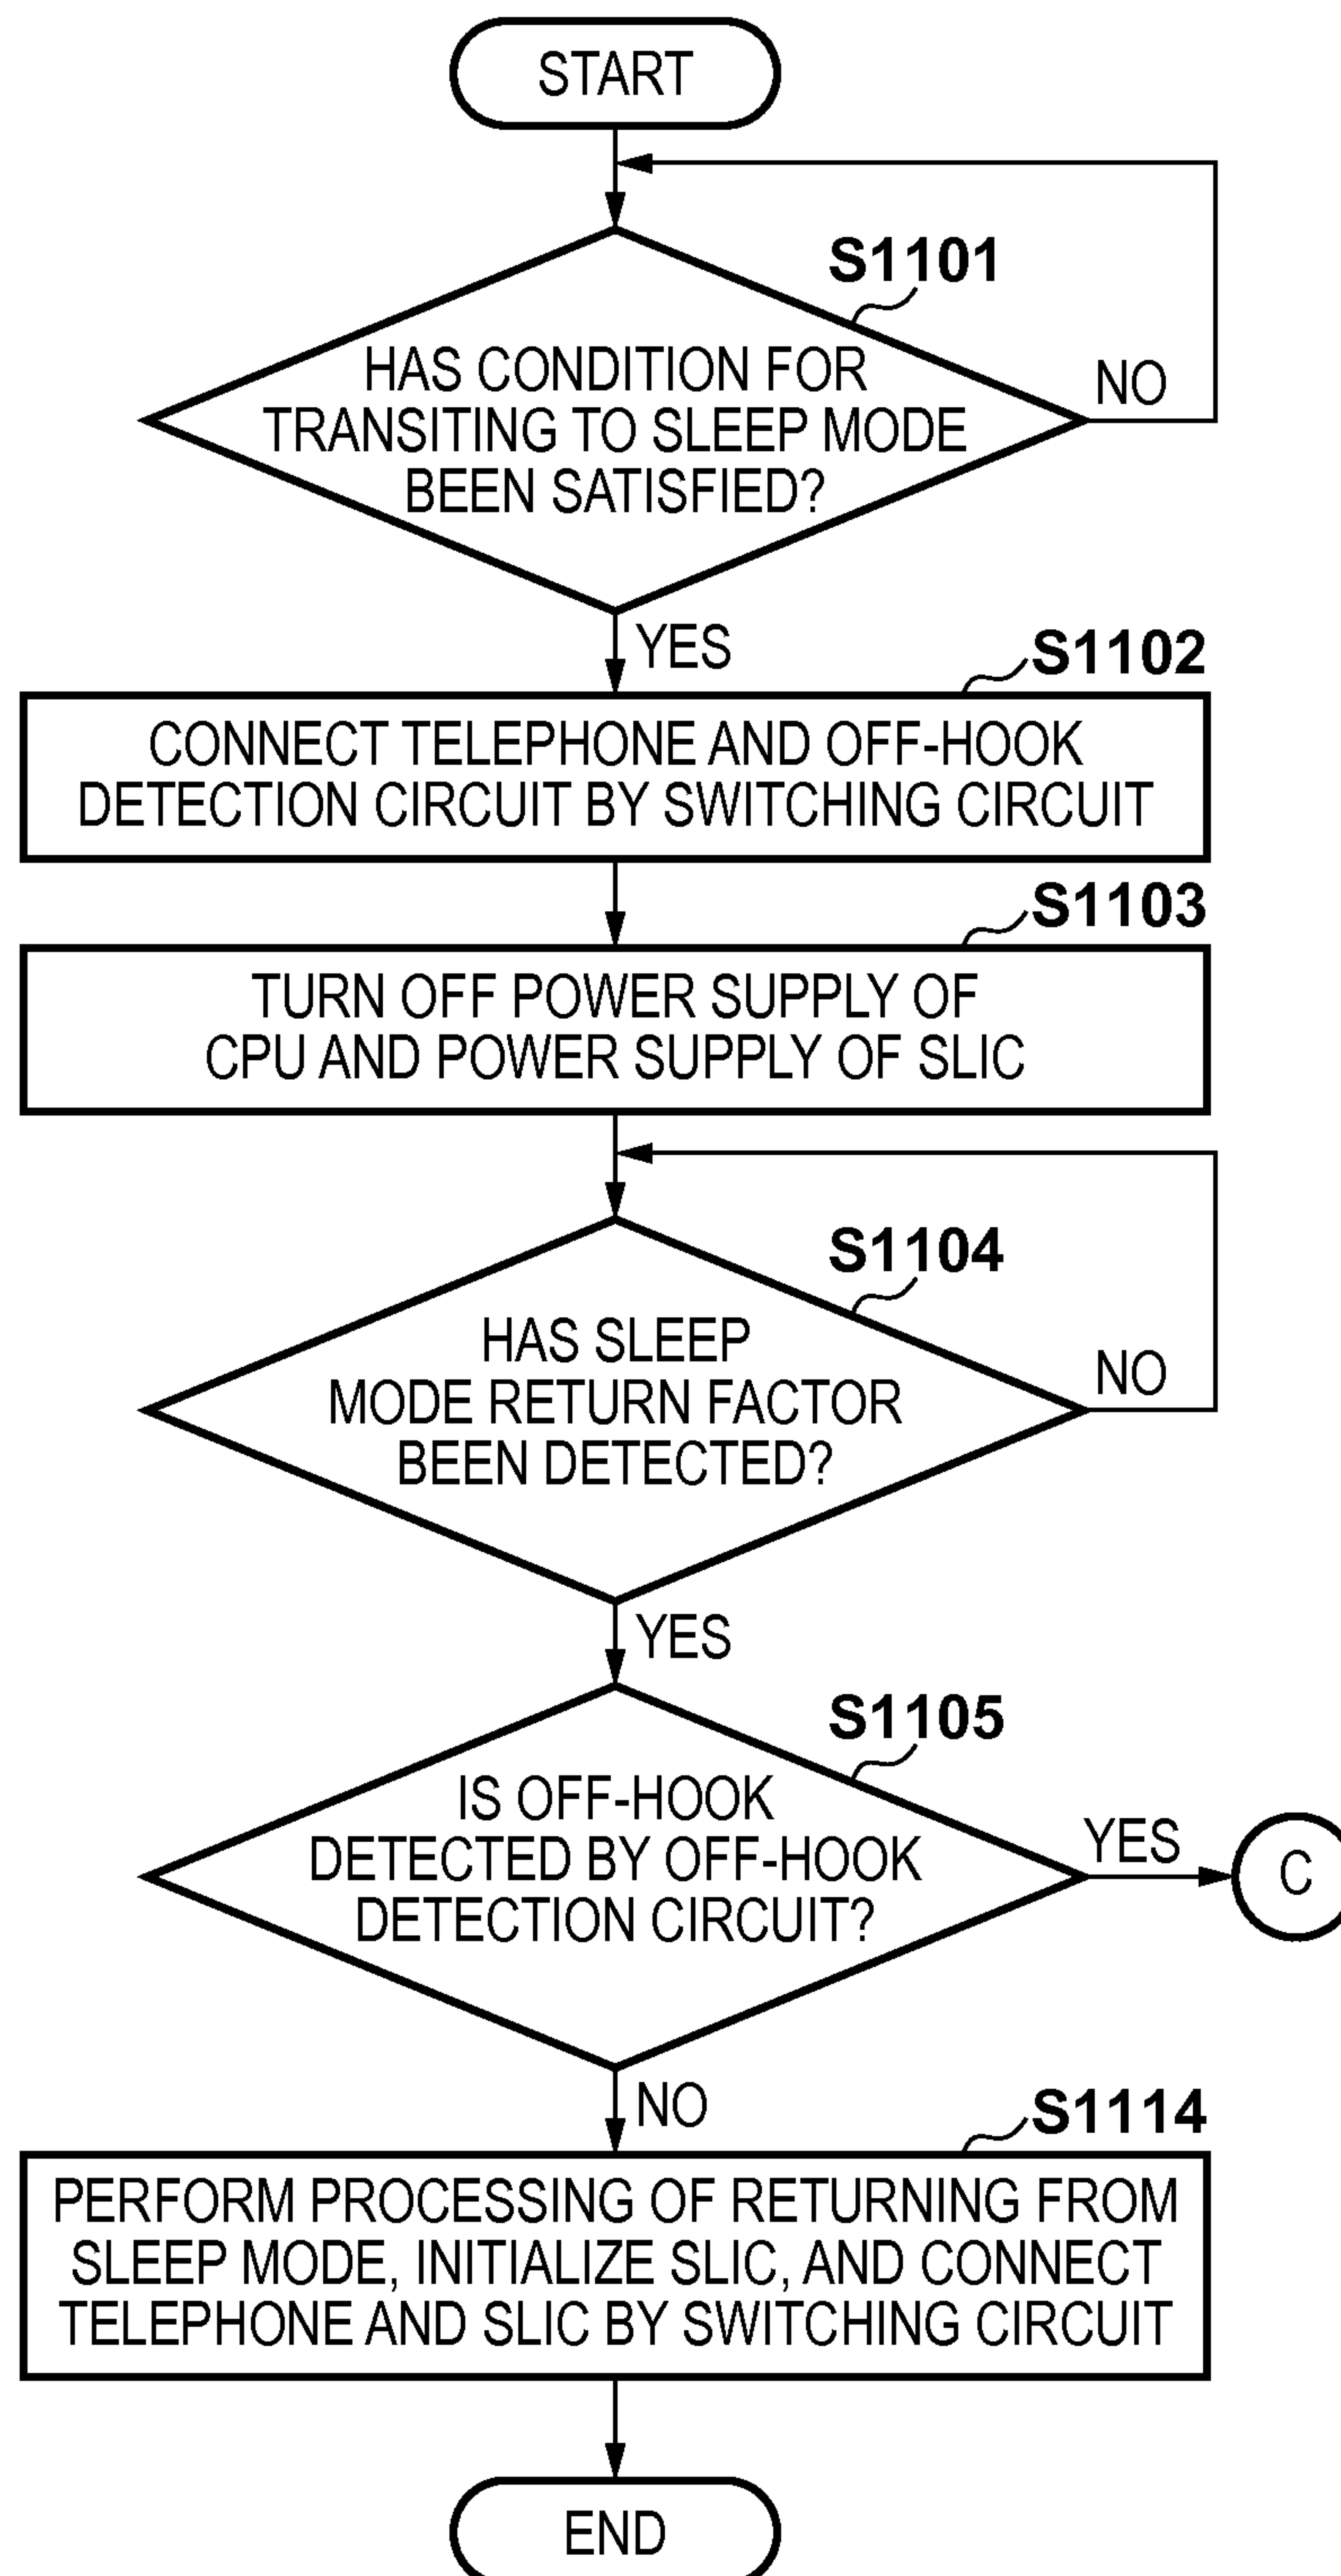 START
S1101
HAS CONDITION FOR
TRANSITING TO SLEEP MODE
BEEN SATISFIED?
NO
YES
S1102
CONNECT TELEPHONE AND OFF-HOOK
DETECTION CIRCUIT BY SWITCHING CIRCUIT
S1103
TURN OFF POWER SUPPLY OF
CPU AND POWER SUPPLY OF SLIC
S1104
HAS SLEEP
MODE RETURN FACTOR
BEEN DETECTED?
NO
YES
S1105
IS OFF-HOOK
DETECTED BY OFF-HOOK
DETECTION CIRCUIT?
YES
C
NO
S1114
PERFORM PROCESSING OF RETURNING FROM
SLEEP MODE, INITIALIZE SLIC, AND CONNECT
TELEPHONE AND SLIC BY SWITCHING CIRCUIT
END